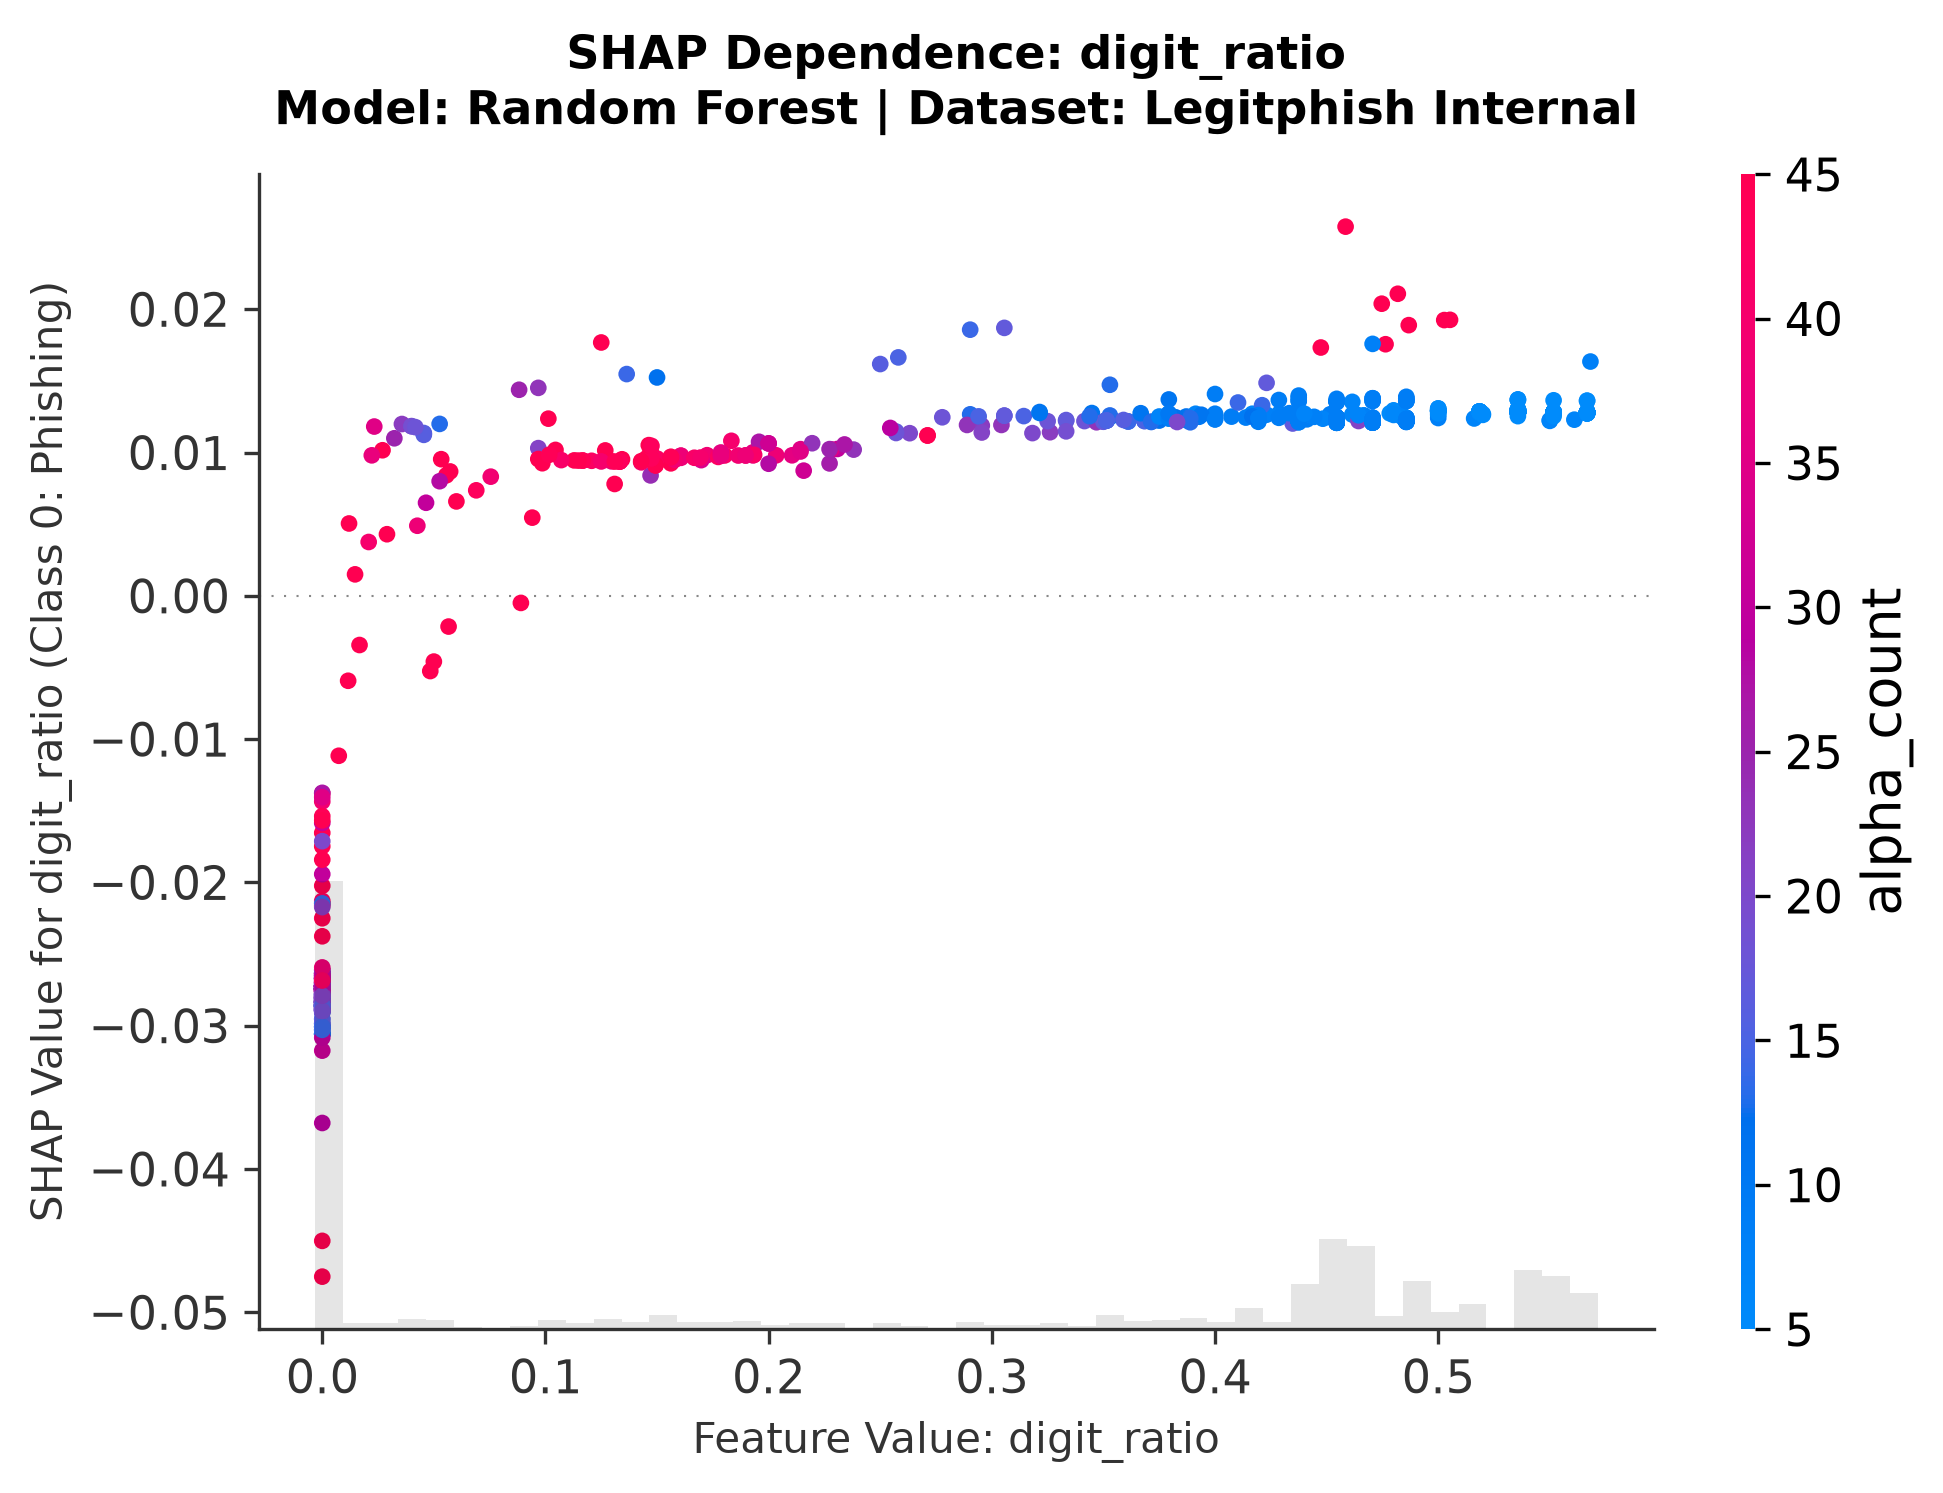 SHAP Dependence: digit_ratio
Model: Random Forest | Dataset: Legitphish Internal
SHAP Value for digit_ratio (Class 0: Phishing)
0.02
0.01
0.00
−0.01
−0.02
−0.03
−0.04
−0.05
0.0 0.1 0.2 0.3 0.4 0.5
Feature Value: digit_ratio
45
40
35
30
25
20
15
10
5
alpha_count